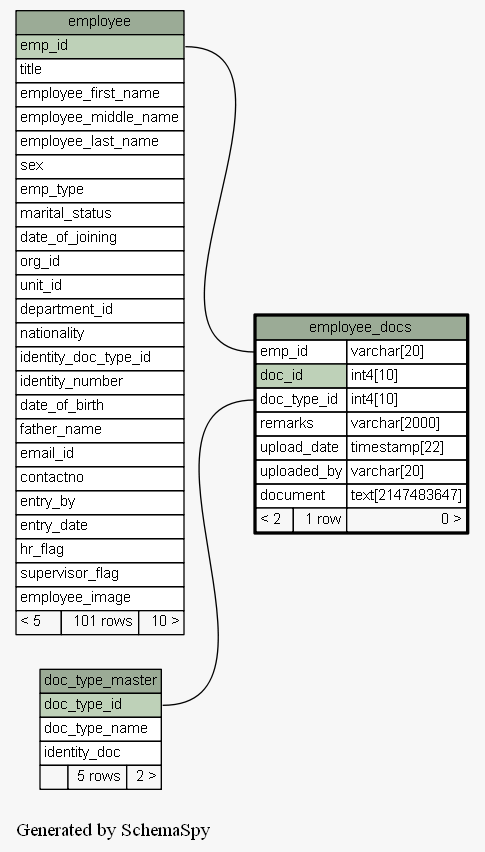 employee
emp_id
title
employee_first_name
employee_middle_name
employee_last_name
sex
emp_type
marital_status
date_of_joining
org_id
unit_id
department_id
nationality
identity_doc_type_id
identity_number
date_of_birth
father_name
email_id
contactno
entry_by
entry_date
hr_flag
supervisor_flag
employee_image
< 5 101 rows 10 >
employee_docs
emp_id varchar[20]
doc_id int4[10]
doc_type_id int4[10]
remarks varchar[2000]
upload_date timestamp[22]
uploaded_by varchar[20]
document text[2147483647]
< 2 1 row 0 >
doc_type_master
doc_type_id
doc_type_name
identity_doc
5 rows 2 >
Generated by SchemaSpy